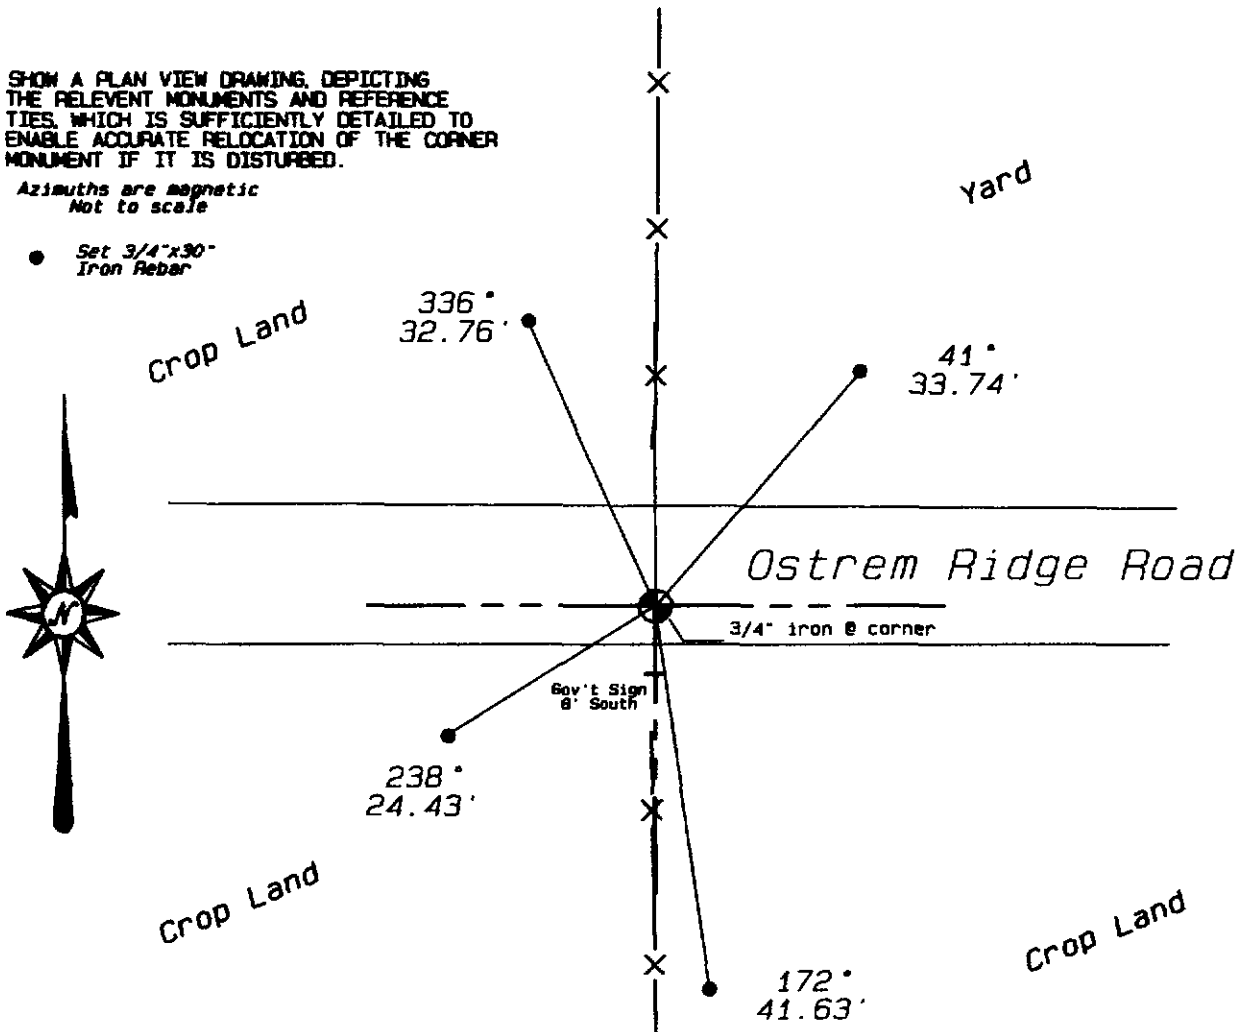 SHOW A PLAN VIEW DRAWING, DEPICTING
THE RELEVENT MONUMENTS AND REFERENCE
TIES, WHICH IS SUFFICIENTLY DETAILED TO
ENABLE ACCURATE RELOCATION OF THE CORNER
MONUMENT IF IT IS DISTURBED.
Azimuths are magnetic
Not to scale
Set 3/4"x30"
Iron Rebar
Yard
Crop Land
336°
32.76'
41°
33.74'
N
Ostrem Ridge Road
3/4" iron @ corner
Gov't Sign
6' South
238°
24.43'
Crop Land
Crop Land
172°
41.63'